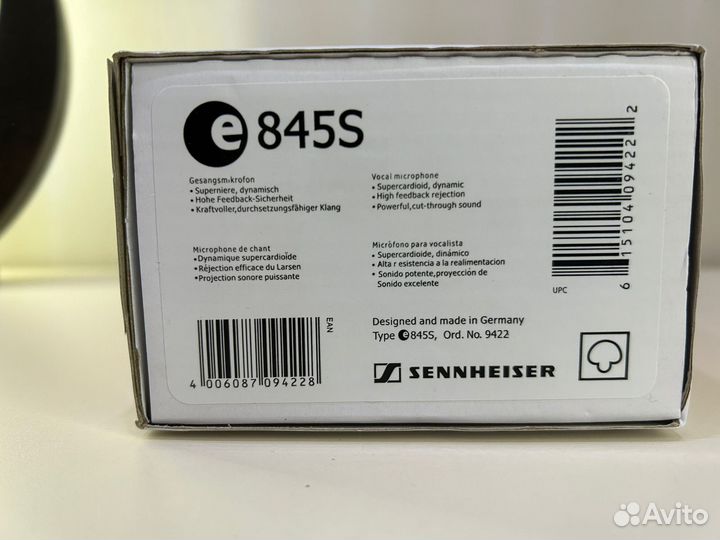 e 845S
Gesangsmikrofon
• Superniere, dynamisch
• Hohe Feedback-Sicherheit
• Kraftvoller,durchsetzungsfähiger Klang
Vocal microphone
• Supercardioid, dynamic
• High feedback rejection
• Powerful,cut-through sound
Microphone de chant
• Dynamique supercardioïde
• Réjection efficace du Larsen
• Projection sonore puissante
Micrófono para vocalista
• Supercardioide, dinámico
• Alta r esistencia a la realimentacion
• Sonido potente,proyección de
Sonido excelente
6 15104 09422 2
UPC
EAN
4 006087 094228
Designed and made in Germany
Type e845S, Ord. No. 9422
SENNHEISER
Avito